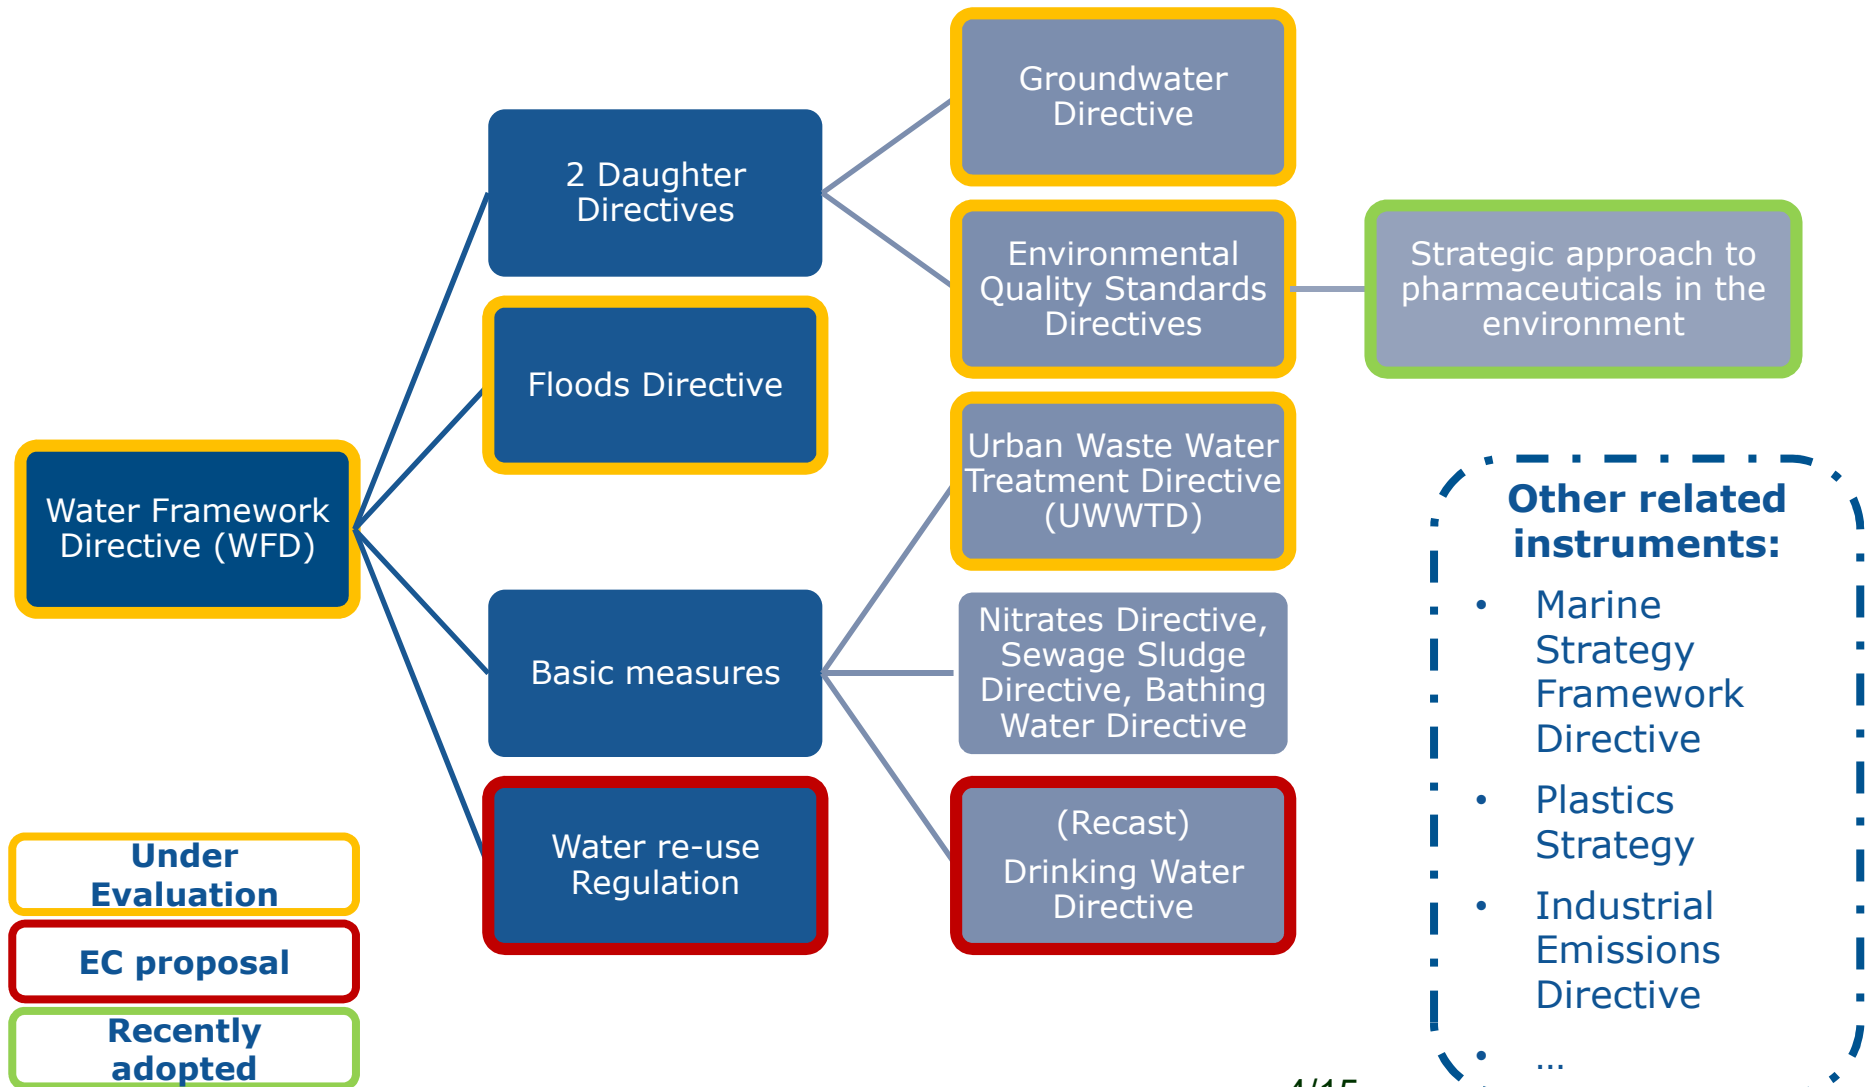 Water Framework
Directive (WFD)
2 Daughter
Directives
Floods Directive
Basic measures
Water re-use
Regulation
Groundwater
Directive
Environmental
Quality Standards
Directives
Urban Waste Water
Treatment Directive
(UWWTD)
Nitrates Directive,
Sewage Sludge
Directive, Bathing
Water Directive
(Recast)
Drinking Water
Directive
Strategic approach to
pharmaceuticals in the
environment
Other related
instruments:
• Marine
Strategy
Framework
Directive
• Plastics
Strategy
• Industrial
Emissions
Directive
• ...
Under
Evaluation
EC proposal
Recently
adopted
4/15